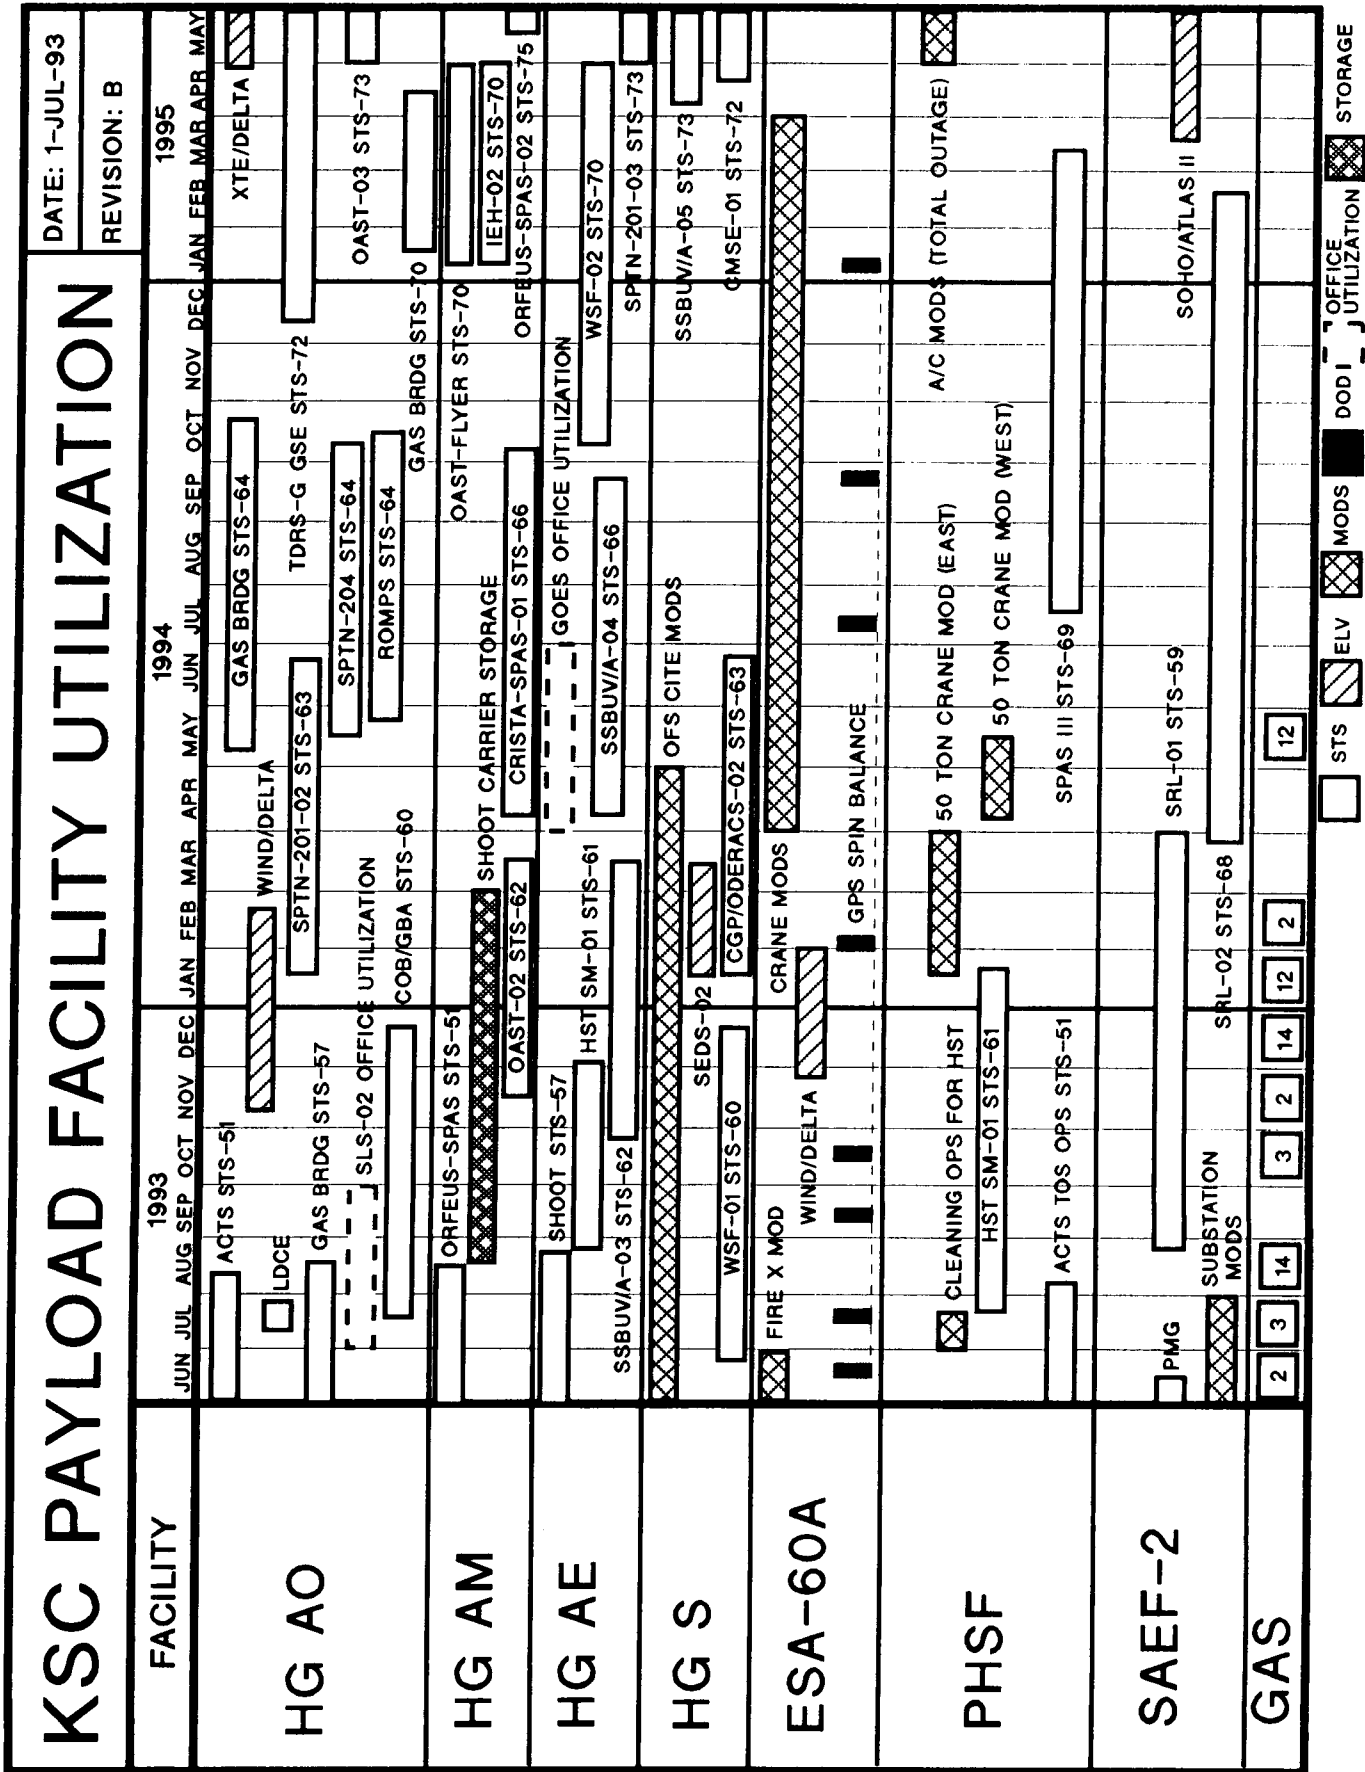 KSC PAYLOAD FACILITY UTILIZATION
DATE: 1-JUL-93
REVISION: B
FACILITY
1993
1994
1995
JUN JUL AUG SEP OCT NOV DEC JAN FEB MAR APR MAY JUN JUL AUG SEP OCT NOV DEC JAN FEB MAR APR MAY
HG AO
ACTS STS-51
GAS BRDG STS-64
XTE/DELTA
WIND/DELTA
LDCE
SPTN-201-02 STS-63
TDRS-G GSE STS-72
GAS BRDG STS-57
SPTN-204 STS-64
OAST-03 STS-73
SLS-02 OFFICE UTILIZATION
ROMPS STS-64
COB/GBA STS-60
GAS BRDG STS-70
HG AM
ORFEUS-SPAS STS-51
OAST-FLYER STS-70
SHOOT CARRIER STORAGE
IEH-02 STS-70
OAST-02 STS-62
CRISTA-SPAS-01 STS-66
ORFEUS-SPAS-02 STS-75
HG AE
SHOOT STS-57
GOES OFFICE UTILIZATION
HST SM-01 STS-61
WSF-02 STS-70
SSBUV/A-03 STS-62
SSBUV/A-04 STS-66
SPTN-201-03 STS-73
HG S
OFS CITE MODS
SSBUV/A-05 STS-73
SEDS-02
WSF-01 STS-60
CGP/ODERACS-02 STS-63
CMSE-01 STS-72
ESA-60A
FIRE X MOD
CRANE MODS
WIND/DELTA
GPS SPIN BALANCE
PHSF
CLEANING OPS FOR HST
50 TON CRANE MOD (EAST)
A/C MODS (TOTAL OUTAGE)
HST SM-01 STS-61
50 TON CRANE MOD (WEST)
ACTS TOS OPS STS-51
SPAS III STS-69
SAEF-2
PMG
SRL-01 STS-59
SOHO/ATLAS II
SUBSTATION
MODS
SRL-02 STS-68
GAS
2 3 14 3 2 14 12 2 12
STS
ELV
MODS
DOD
OFFICE
UTILIZATION
STORAGE